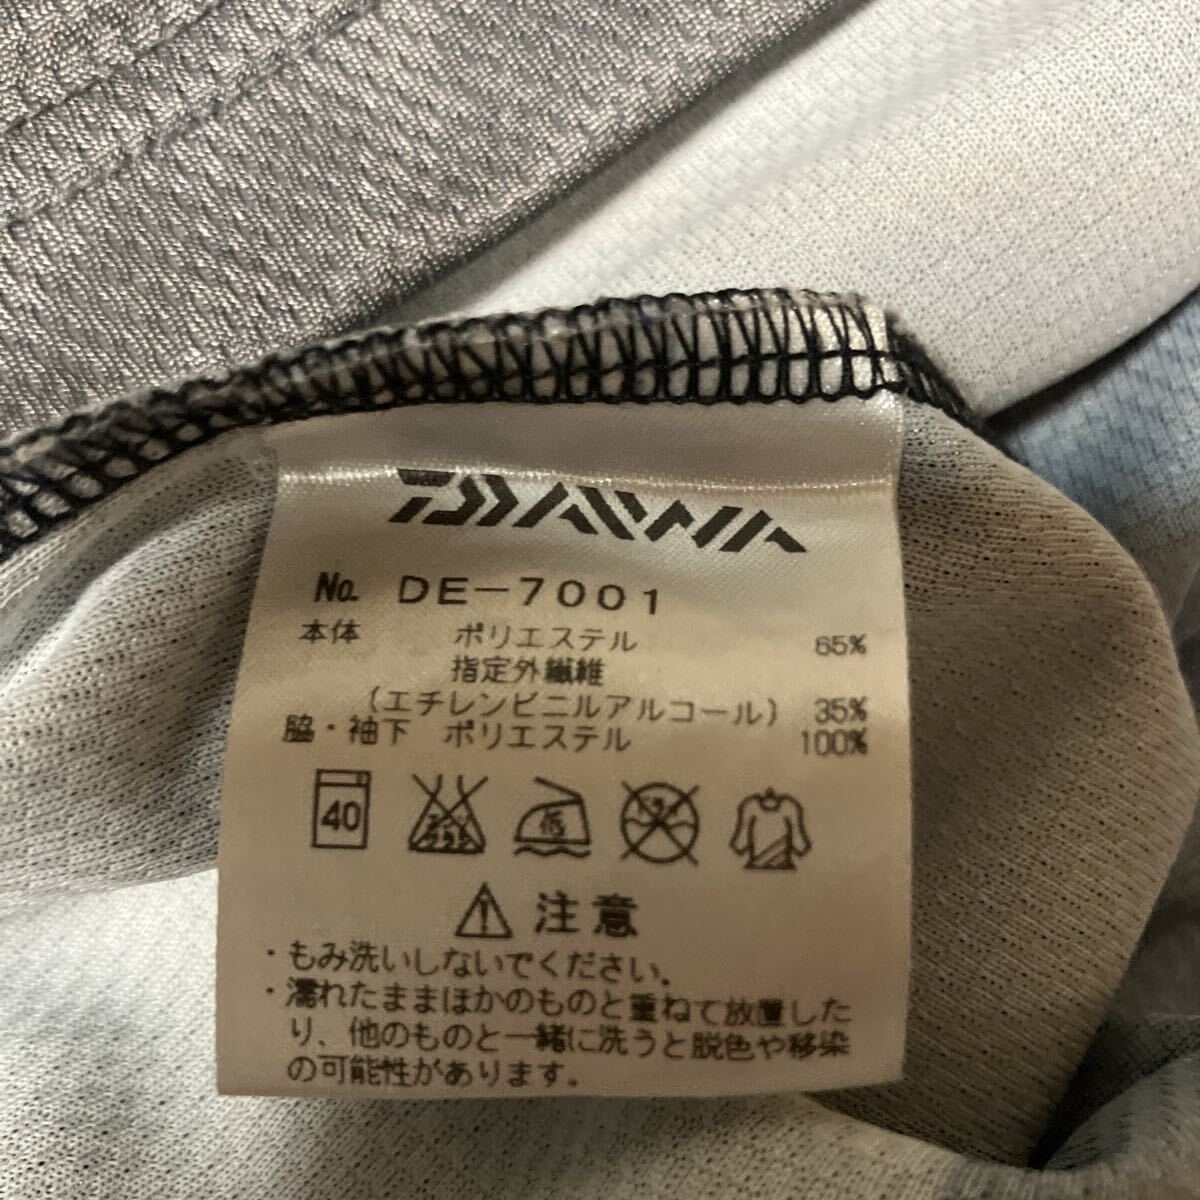 DAIWA
No. DE-7001
本体 ポリエステル 65%
指定外繊維
(エチレンビニルアルコール) 35%
脇・袖下 ポリエステル 100%
40
注意
・もみ洗いしないでください.
・濡れたままほかのものと重ねて放置した
り、他のものと一緒に洗うと脱色や移染
の可能性があります.